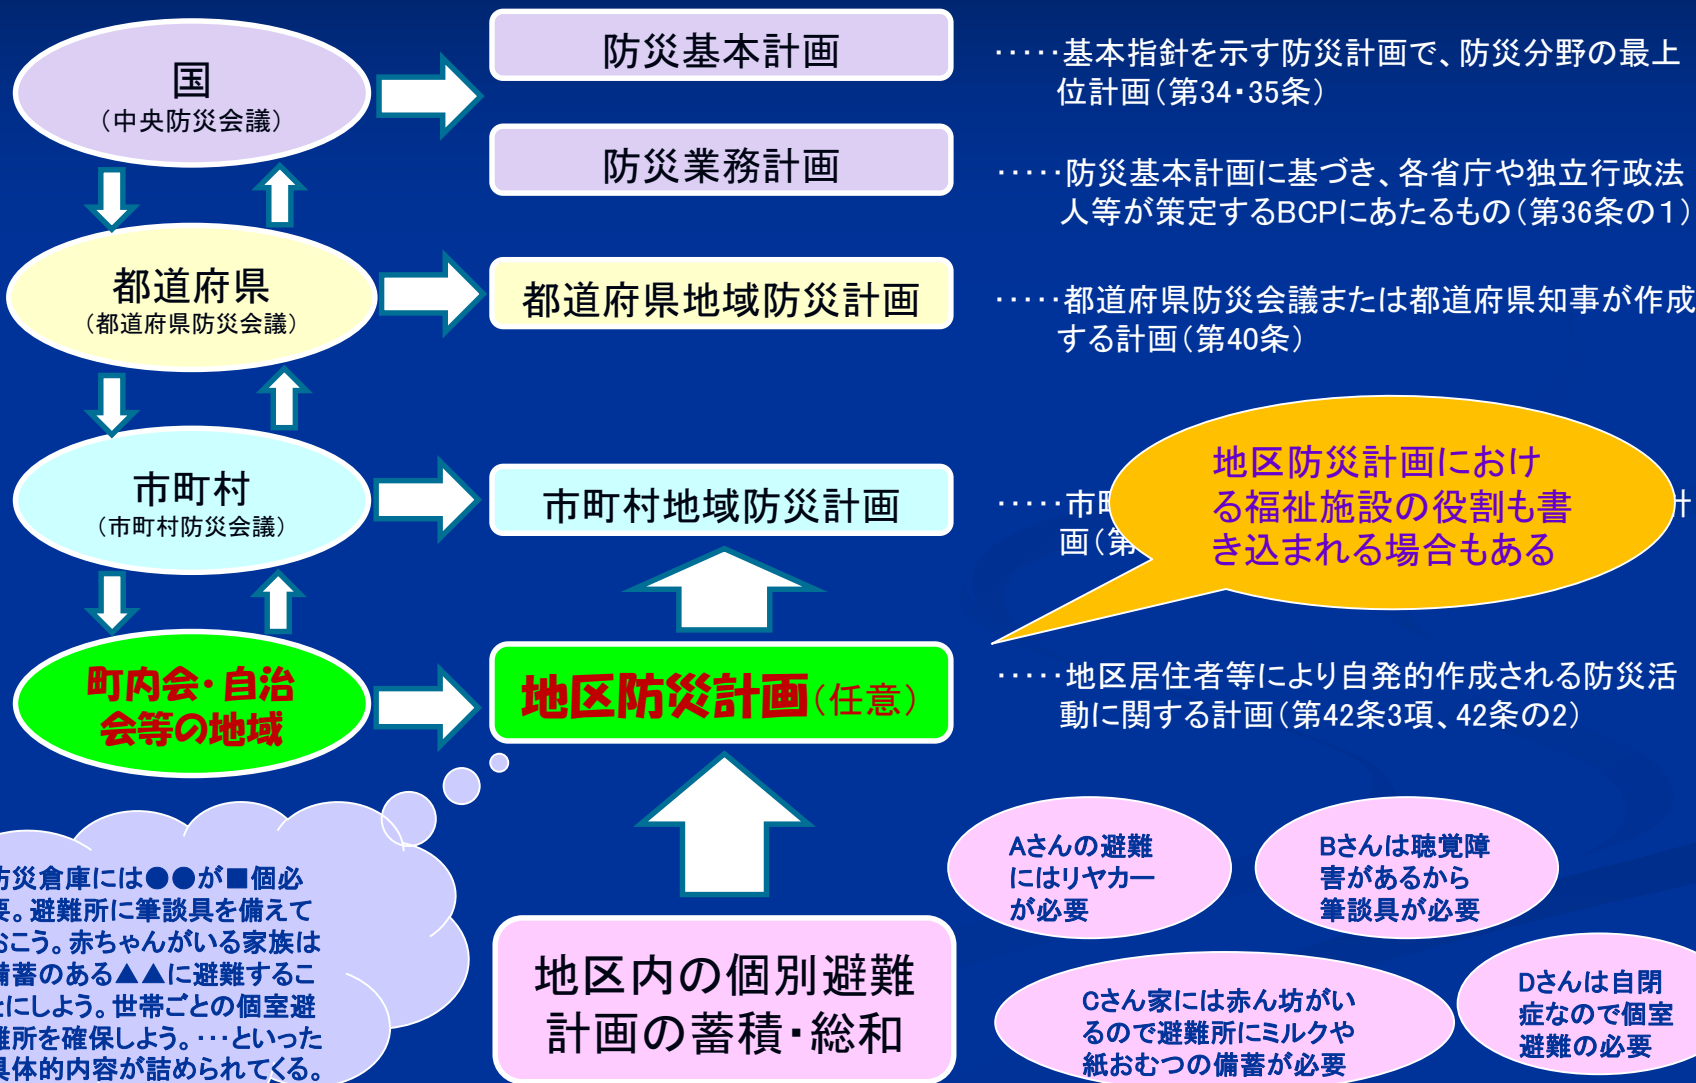 国
（中央防災会議）
防災基本計画
・・・・・基本指針を示す防災計画で、防災分野の最上
位計画（第34・35条）
防災業務計画
・・・・・防災基本計画に基づき、各省庁や独立行政法
人等が策定するBCPにあたるもの（第36条の１）
都道府県
（都道府県防災会議）
都道府県地域防災計画
・・・・・都道府県防災会議または都道府県知事が作成
する計画（第40条）
市町村
（市町村防災会議）
市町村地域防災計画
・・・・・市町
画（第
地区防災計画におけ
る福祉施設の役割も書
き込まれる場合もある
町内会・自治
会等の地域
地区防災計画（任意）
・・・・・地区居住者等により自発的作成される防災活
動に関する計画（第42条3項、42条の2）
防災倉庫には●●が■個必
要。避難所に筆談具を備えて
おこう。赤ちゃんがいる家族は
備蓄のある▲▲に避難するこ
とにしよう。世帯ごとの個室避
難所を確保しよう。…といった
具体的内容が詰められてくる。
地区内の個別避難
計画の蓄積・総和
Aさんの避難
にはリヤカー
が必要
Bさんは聴覚障
害があるから
筆談具が必要
Cさん家には赤ん坊がい
るので避難所にミルクや
紙おむつの備蓄が必要
Dさんは自閉
症なので個室
避難の必要